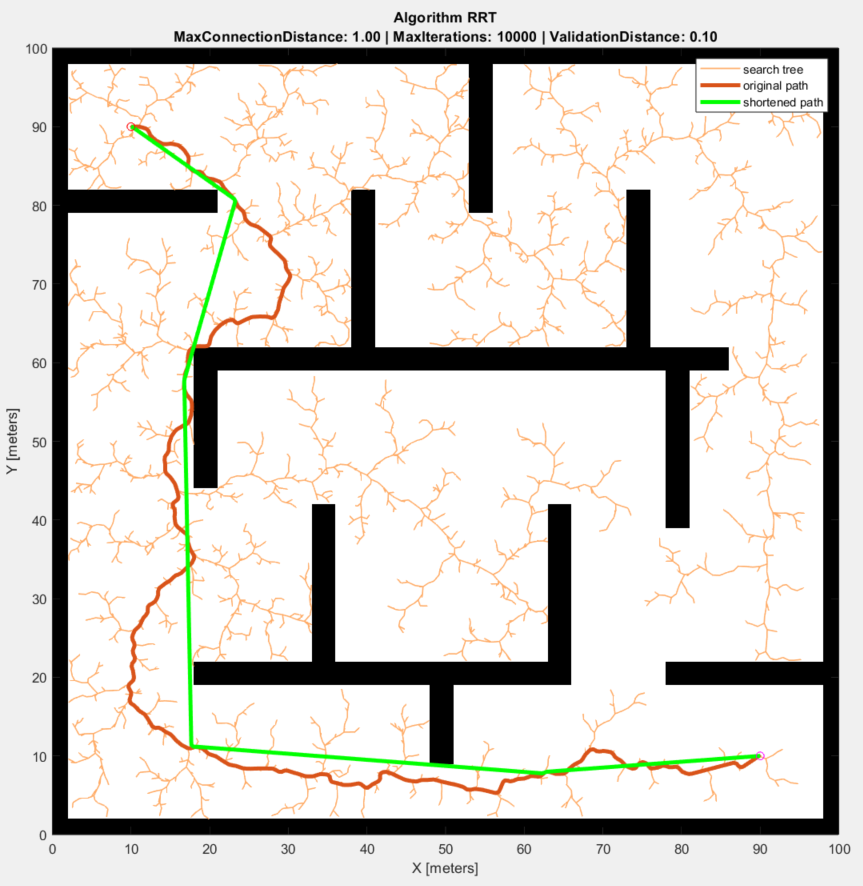 Algorithm RRT
MaxConnectionDistance: 1.00 | MaxIterations: 10000 | ValidationDistance: 0.10
search tree
original path
shortened path
100
90
80
70
60
50
40
30
20
10
0
Y [meters]
0 10 20 30 40 50 60 70 80 90 100
X [meters]